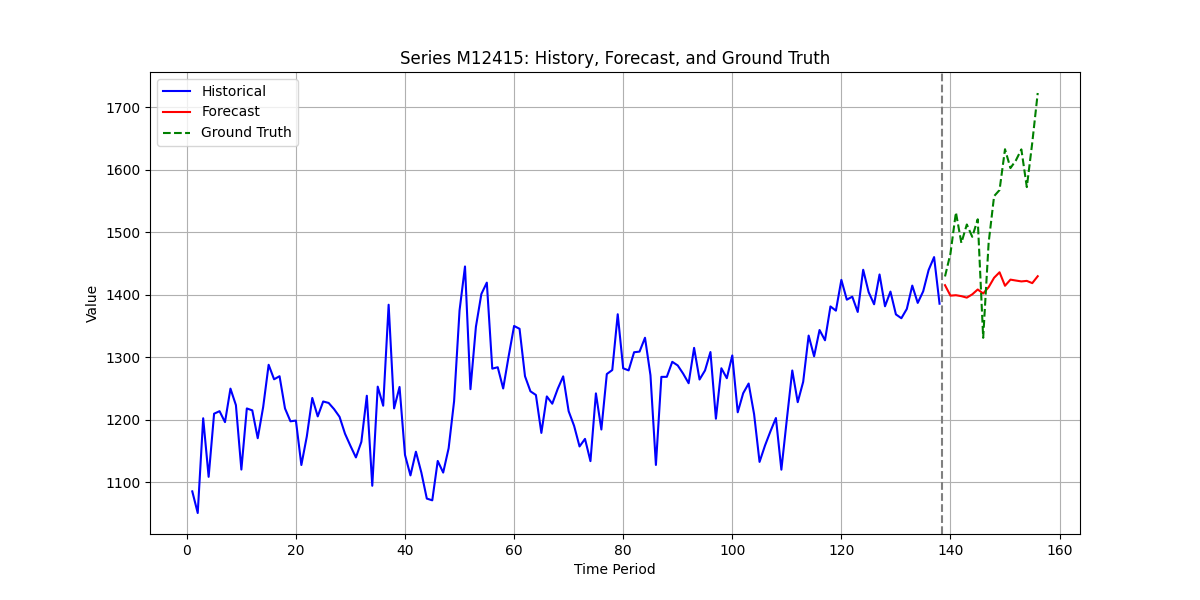 Series M12415: History, Forecast, and Ground Truth
Historical
Forecast
Ground Truth
Value
1700
1600
1500
1400
1300
1200
1100
0 20 40 60 80 100 120 140 160
Time Period